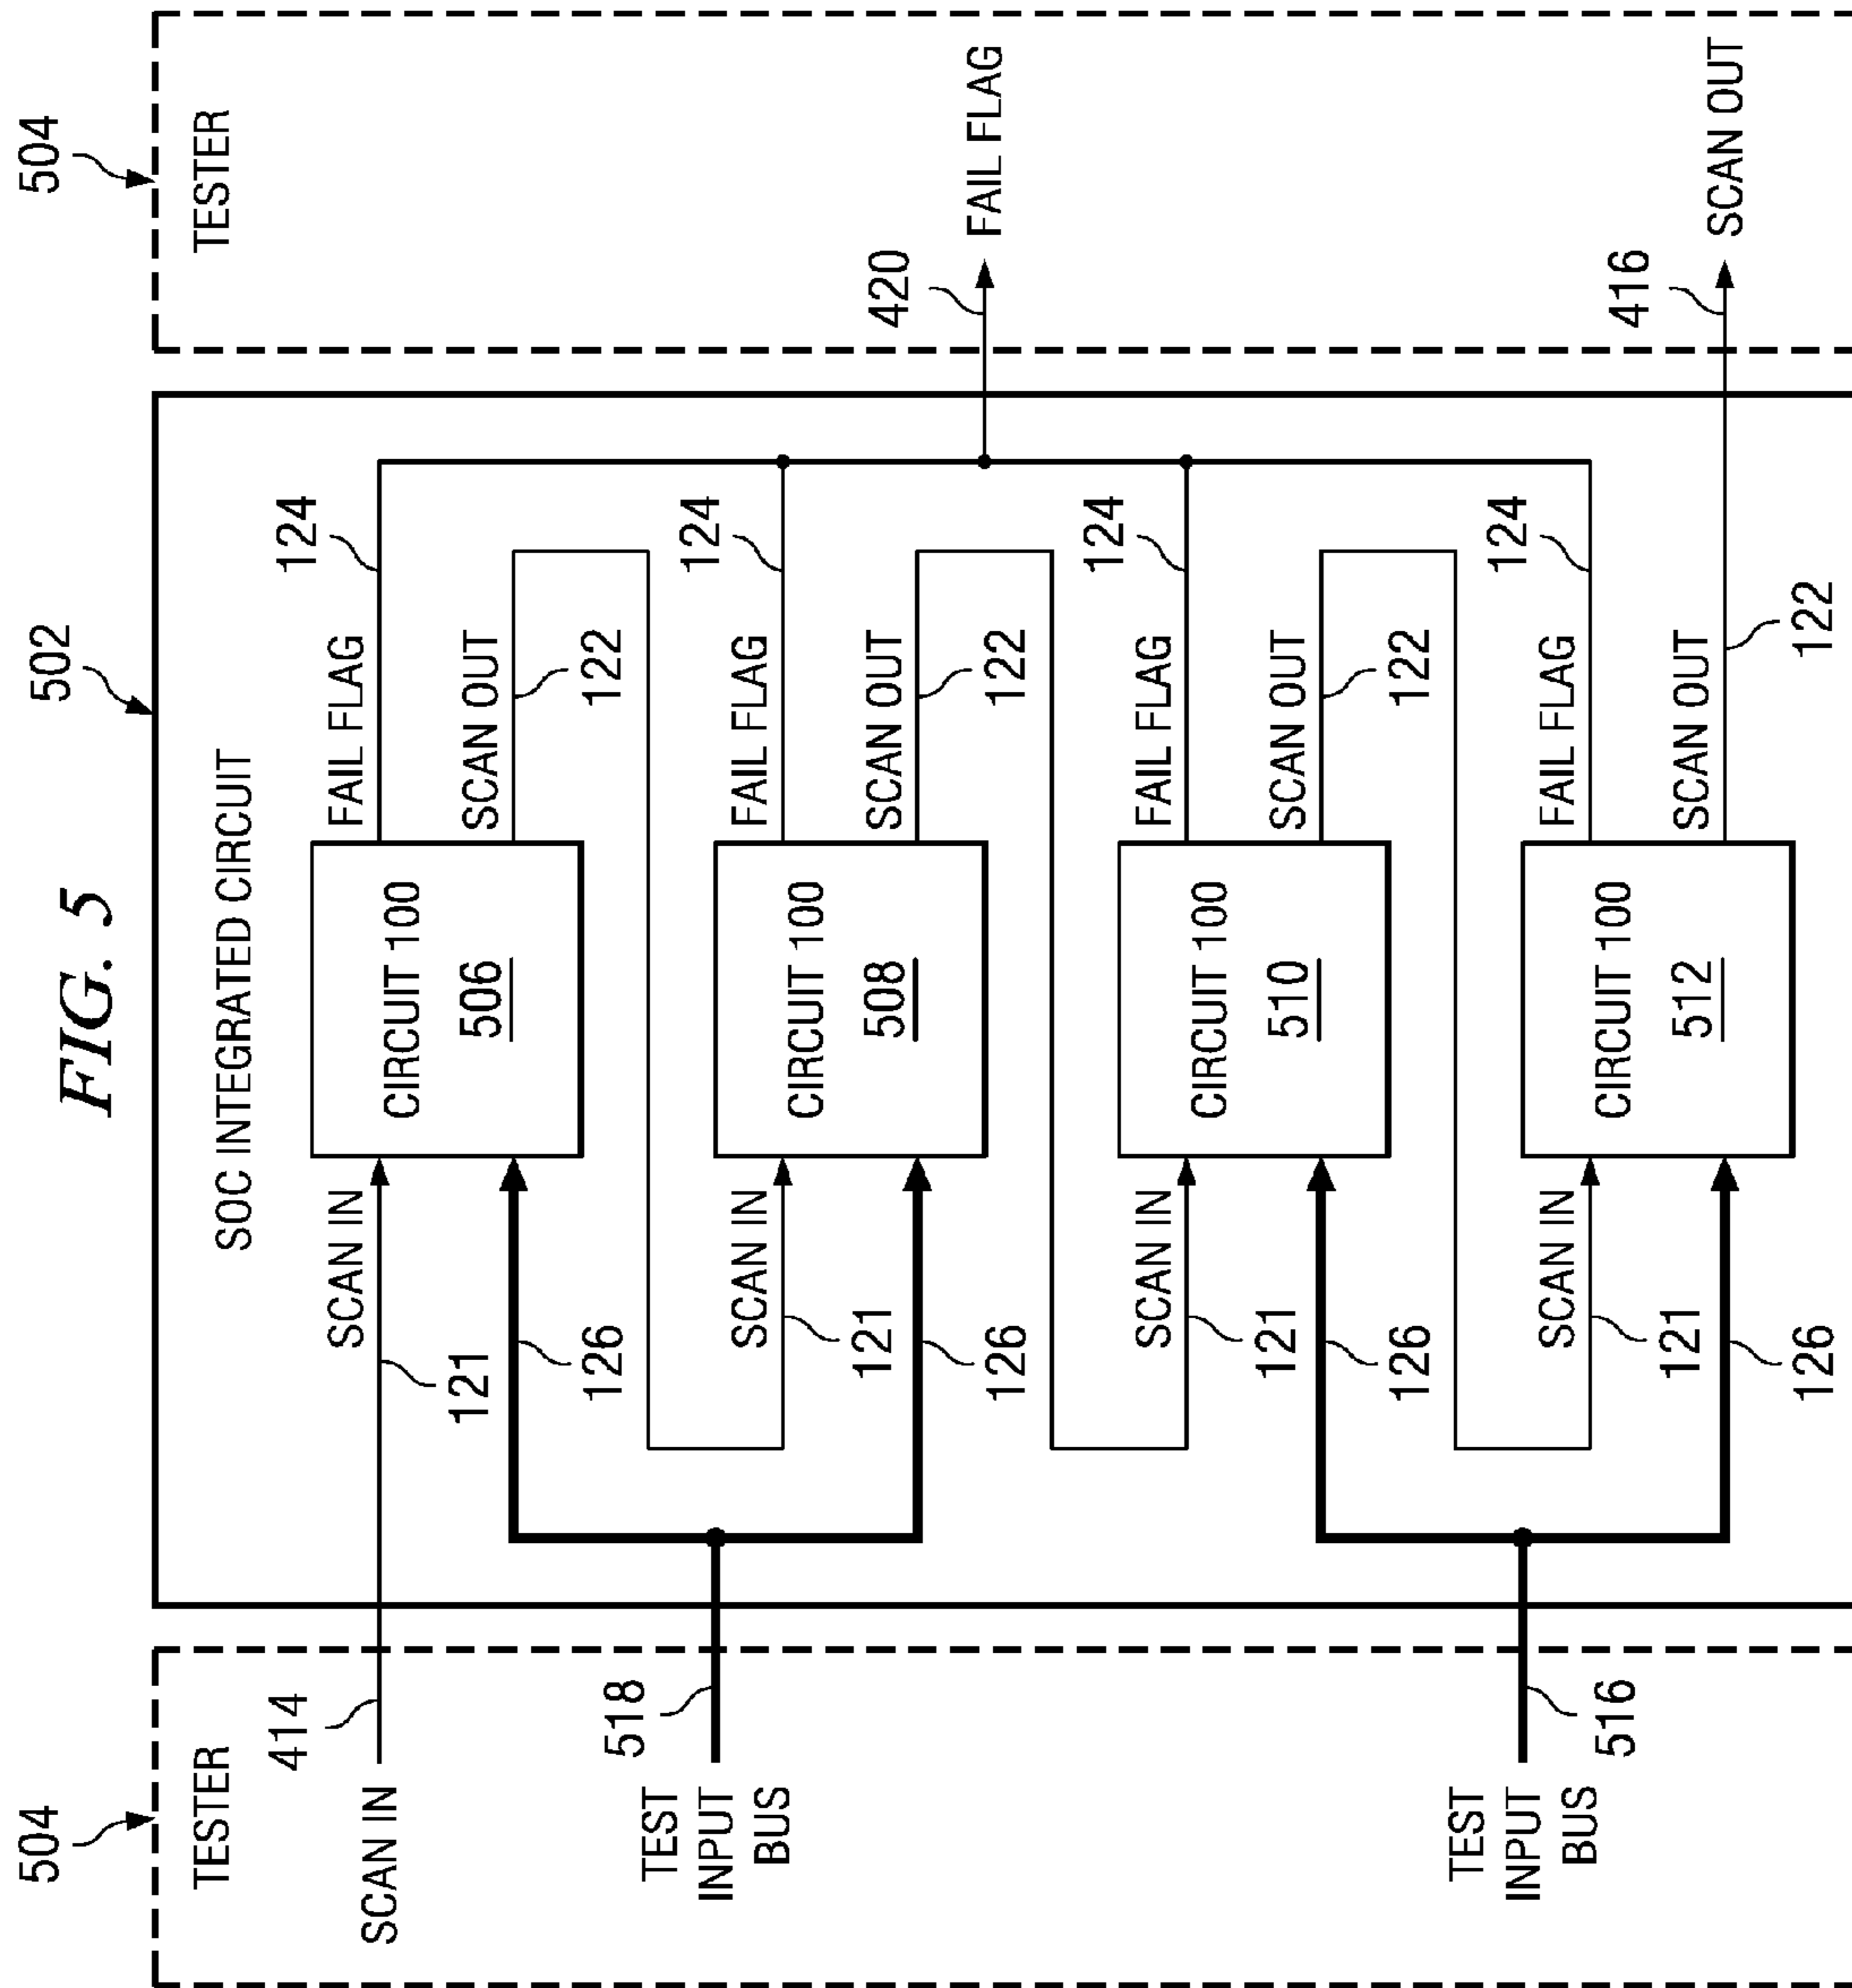 FIG. 5
504
TESTER
414
SCAN IN
518
TEST
INPUT
BUS
TEST
INPUT
BUS
516
502
SOC INTEGRATED CIRCUIT
SCAN IN
121
126
CIRCUIT 100
506
FAIL FLAG
124
SCAN OUT
122
SCAN IN
121
126
CIRCUIT 100
508
FAIL FLAG
124
SCAN OUT
122
SCAN IN
121
126
CIRCUIT 100
510
FAIL FLAG
124
SCAN OUT
122
SCAN IN
121
126
CIRCUIT 100
512
FAIL FLAG
124
SCAN OUT
122
504
TESTER
420
FAIL FLAG
416
SCAN OUT